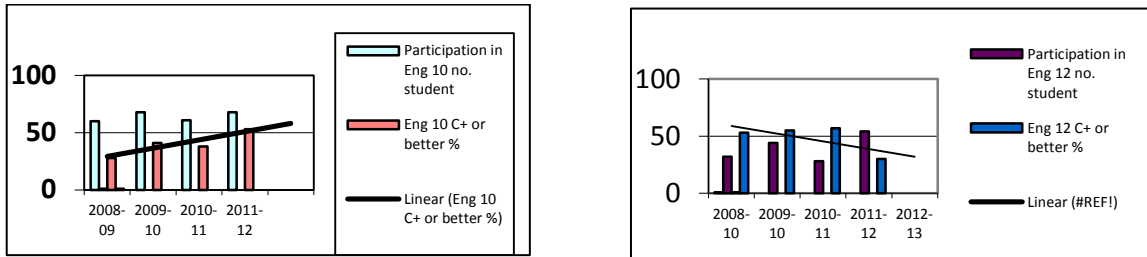 100
50
0
2008-
09
2009-
10
2010-
11
2011-
12
Participation in
Eng 10 no.
student
Eng 10 C+ or
better %
Linear (Eng 10
C+ or better %)
100
50
0
2008-
10
2009-
10
2010-
11
2011-
12
2012-
13
Participation in
Eng 12 no.
student
Eng 12 C+ or
better %
Linear (#REF!)